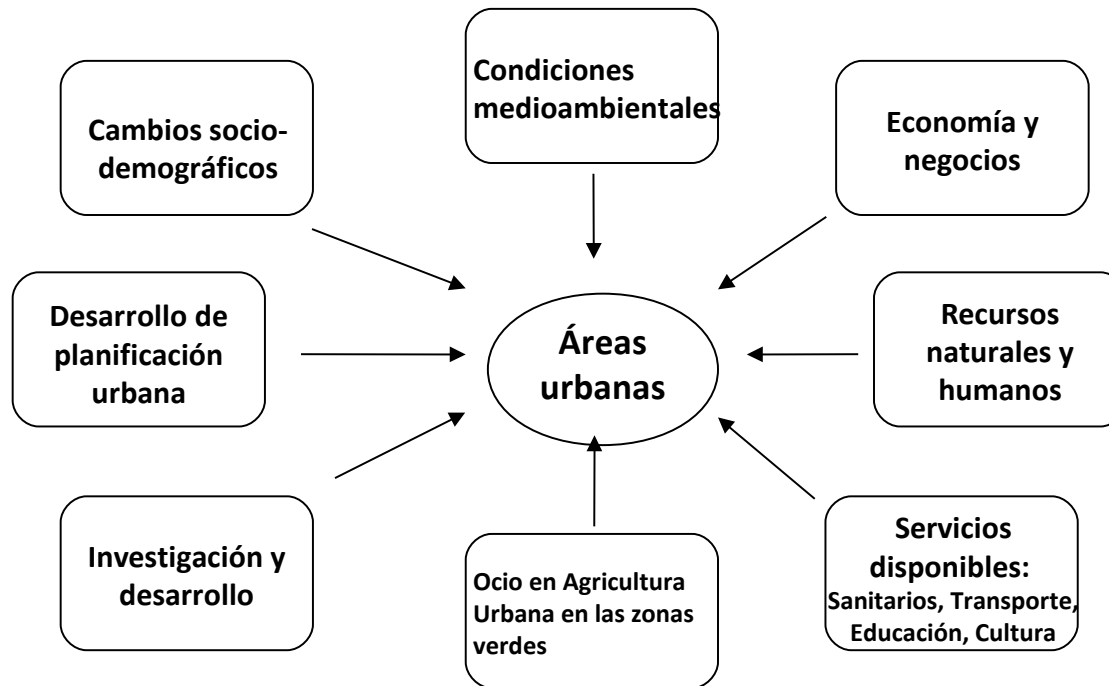 Condiciones
medioambientales
Cambios socio-
demográficos
Economía y
negocios
Desarrollo de
planificación
urbana
Áreas
urbanas
Recursos
naturales y
humanos
Investigación y
desarrollo
Ocio en Agricultura
Urbana en las zonas
verdes
Servicios
disponibles:
Sanitarios, Transporte,
Educación, Cultura